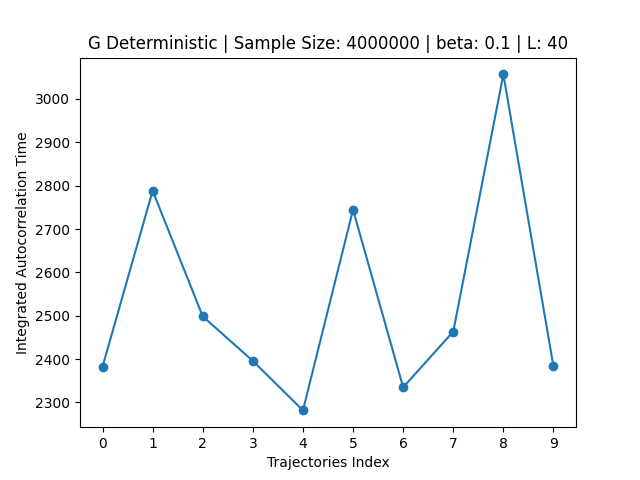 G Deterministic | Sample Size: 4000000 | beta: 0.1 | L: 40
Integrated Autocorrelation Time
3000
2900
2800
2700
2600
2500
2400
2300
0 1 2 3 4 5 6 7 8 9
Trajectories Index